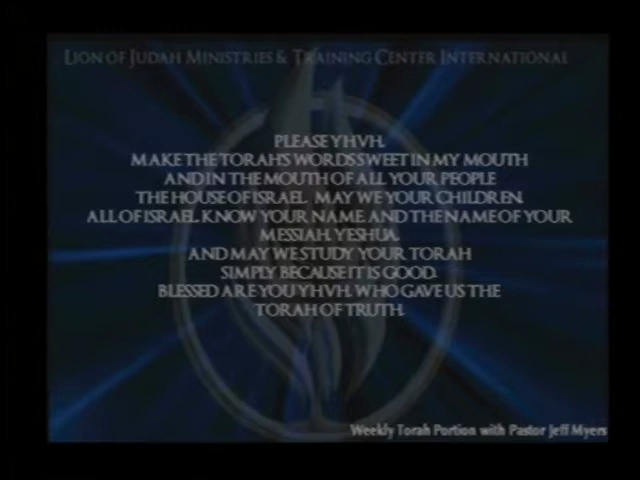 Lion of Judah Ministries & Training Center International
PLEASE YHVH,
MAKE THE TORAH'S WORDS SWEET IN MY MOUTH
AND IN THE MOUTH OF ALL YOUR PEOPLE
THE HOUSE OF ISRAEL. MAY WE YOUR CHILDREN,
ALL OF ISRAEL, KNOW YOUR NAME, AND THE NAME OF YOUR
MESSIAH, YESHUA.
AND MAY WE STUDY YOUR TORAH
SIMPLY BECAUSE IT IS GOOD.
BLESSED ARE YOU YHVH, WHO GAVE US THE
TORAH OF TRUTH.
Weekly Torah Portion with Pastor Jeff Myers